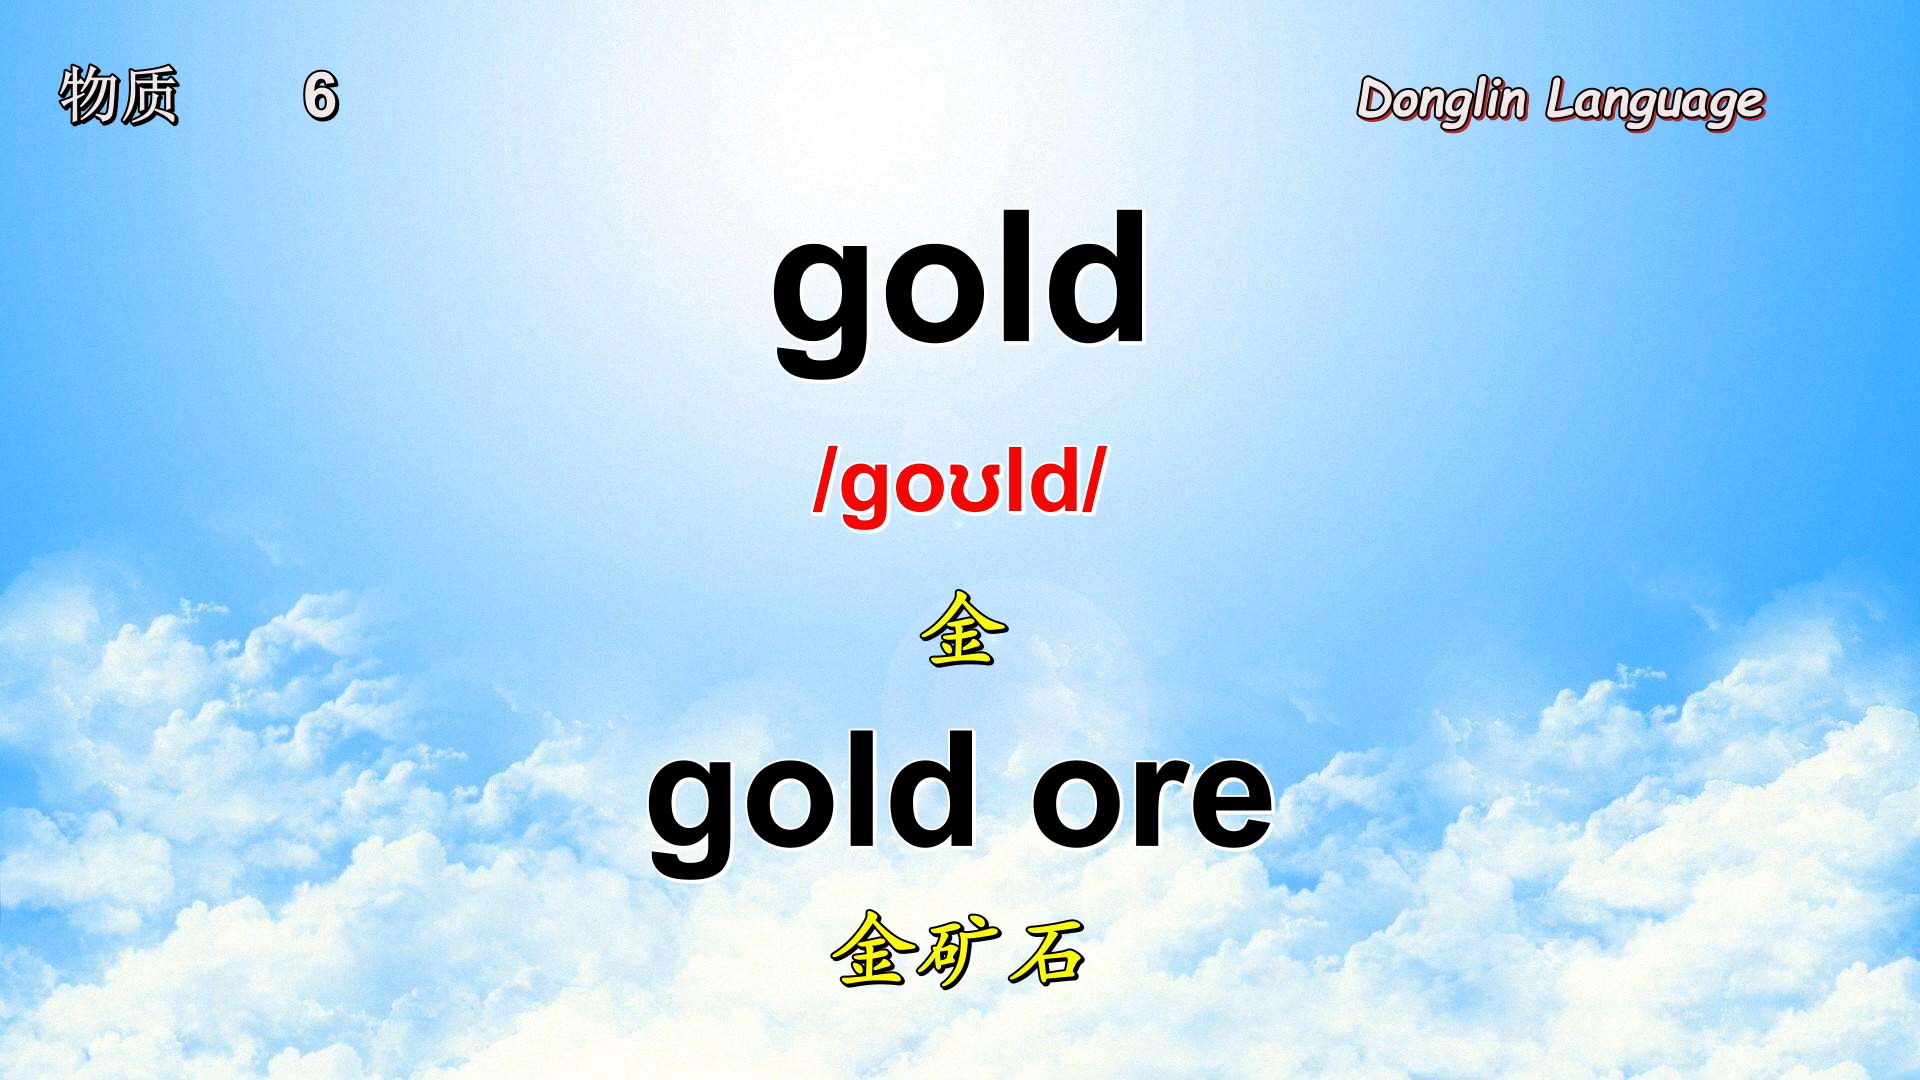 物质 6 Donglin Language
gold
/goʊld/
金
gold ore
金矿石